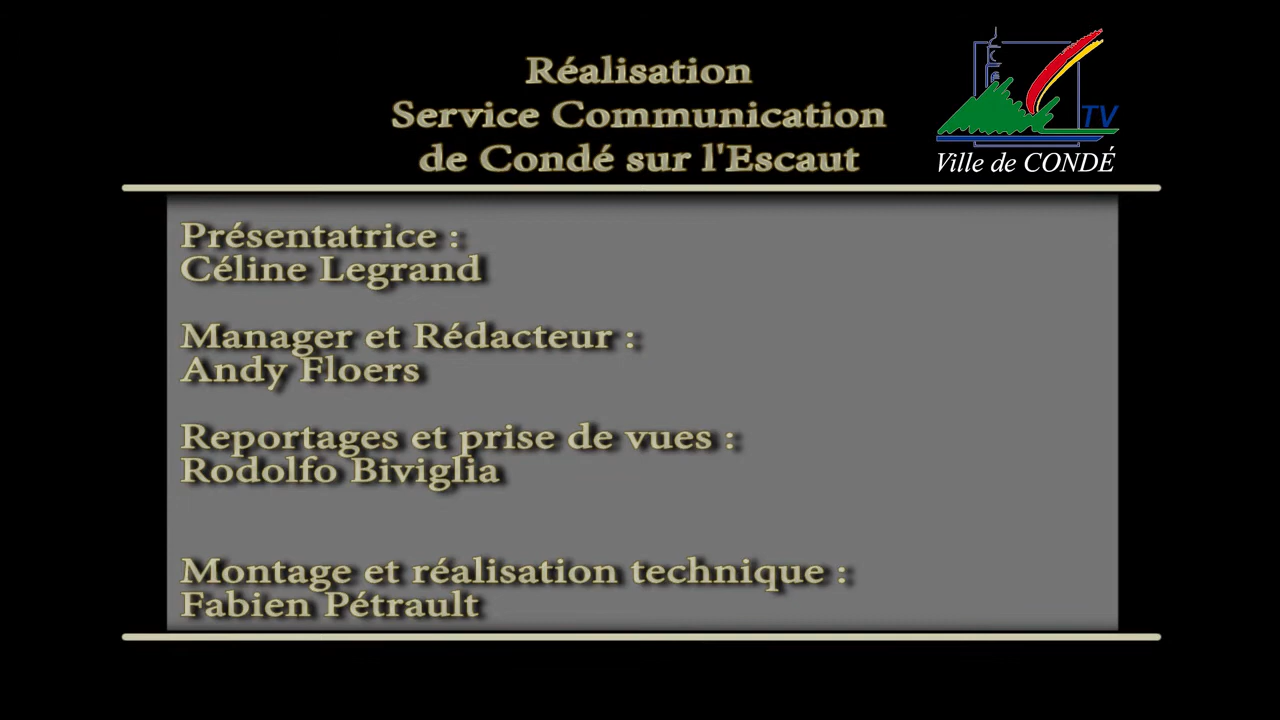 Réalisation
Service Communication
de Condé sur l'Escaut
TV
Ville de CONDÉ
Présentatrice :
Céline Legrand
Manager et Rédacteur :
Andy Floers
Reportages et prise de vues :
Rodolfo Biviglia
Montage et réalisation technique :
Fabien Pétrault